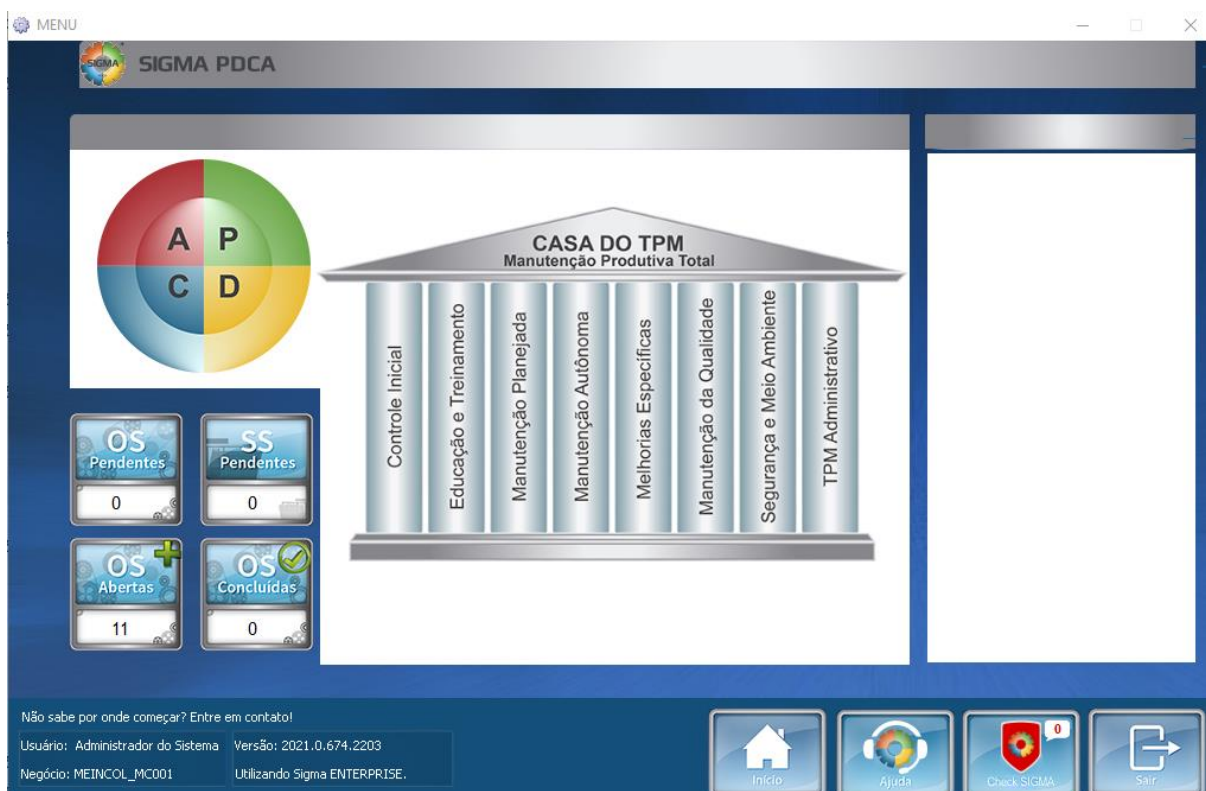 MENU
SIGMA
SIGMA PDCA
A P
C D
CASA DO TPM
Manutenção Produtiva Total
Controle Inicial
Educação e Treinamento
Manutenção Planejada
Manutenção Autônoma
Melhorias Específicas
Manutenção da Qualidade
Segurança e Meio Ambiente
TPM Administrativo
OS
Pendentes
0
SS
Pendentes
0
OS
Abertas
11
OS
Concluídas
0
Não sabe por onde começar? Entre em contato!
Usuário: Administrador do Sistema
Versão: 2021.0.674.2203
Negócio: MEINCOL_MC001
Utilizando Sigma ENTERPRISE.
Início
Ajuda
0
Check SIGMA
Sair